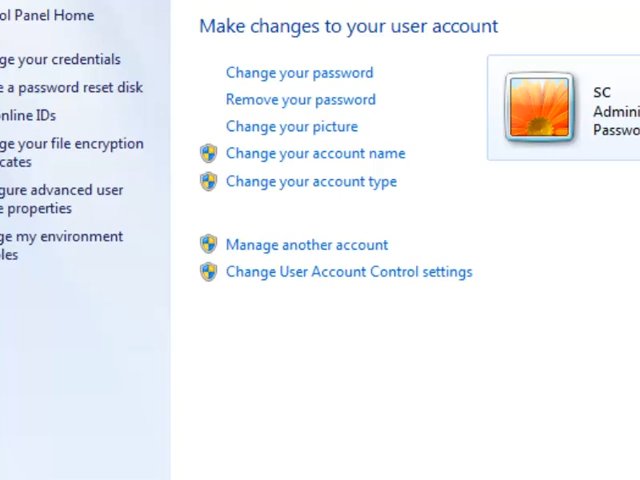 ol Panel Home
ge your credentials
e a password reset disk
nline IDs
ge your file encryption
cates
gure advanced user
e properties
ge my environment
les
Make changes to your user account
Change your password
Remove your password
Change your picture
Change your account name
Change your account type
Manage another account
Change User Account Control settings
SC
Admini
Passwo